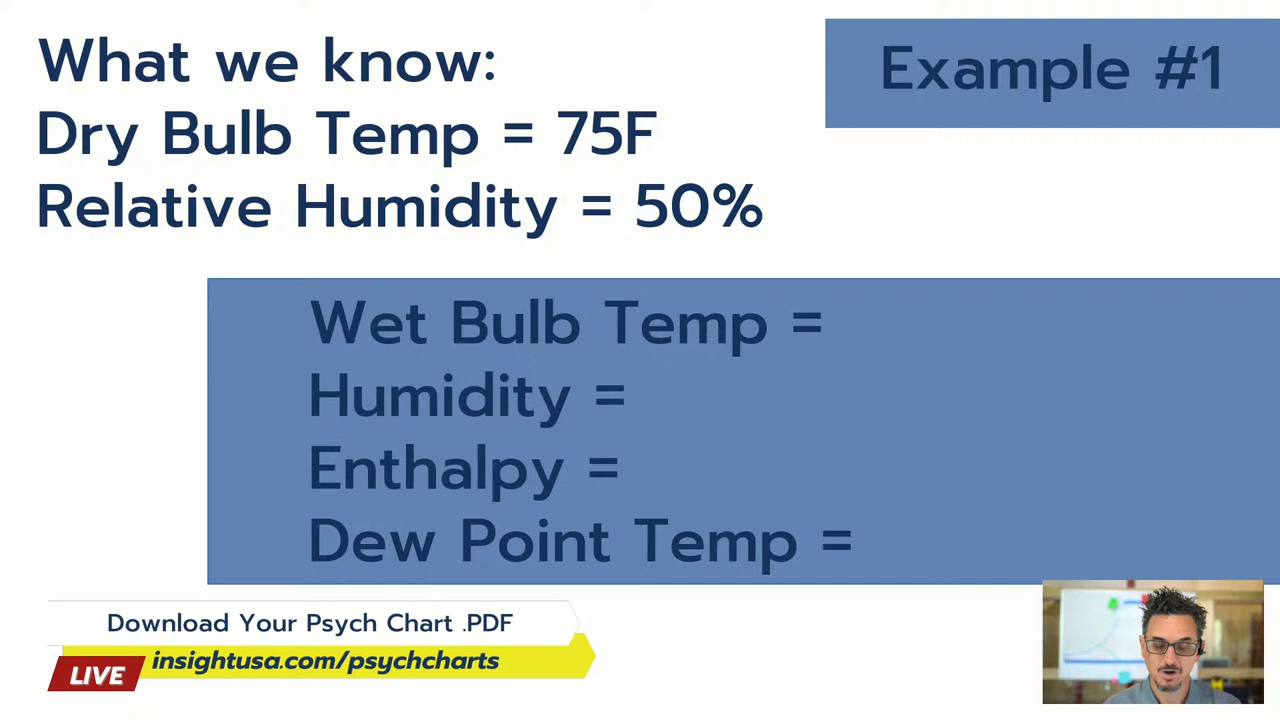 What we know:
Dry Bulb Temp = 75F
Relative Humidity = 50%
Example #1
Wet Bulb Temp =
Humidity =
Enthalpy =
Dew Point Temp =
Download Your Psych Chart .PDF
insightusa.com/psychcharts
LIVE